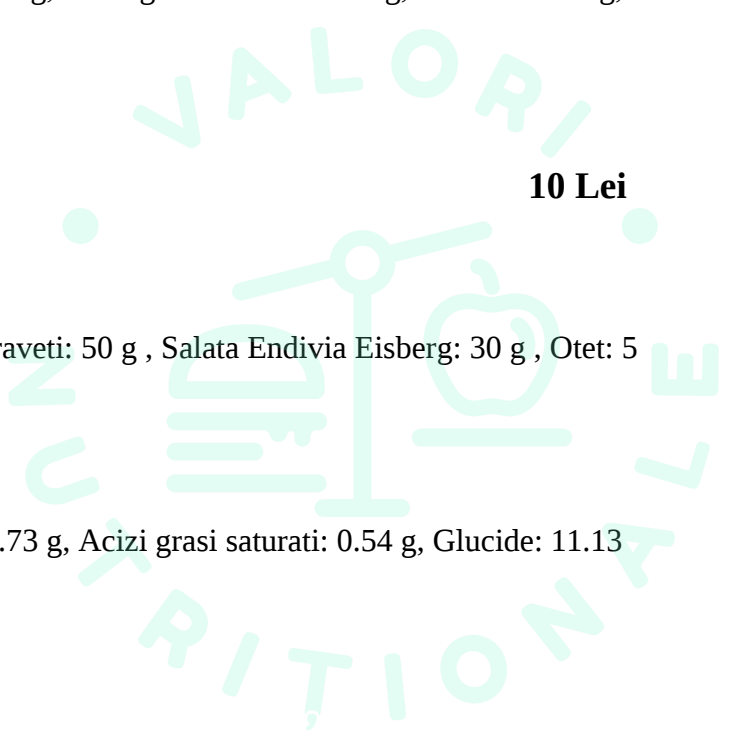 VALORI
10 Lei
raveti: 50 g , Salata Endivia Eisberg: 30 g , Otet: 5
.73 g, Acizi grasi saturati: 0.54 g, Glucide: 11.13
NUTRITIONALE